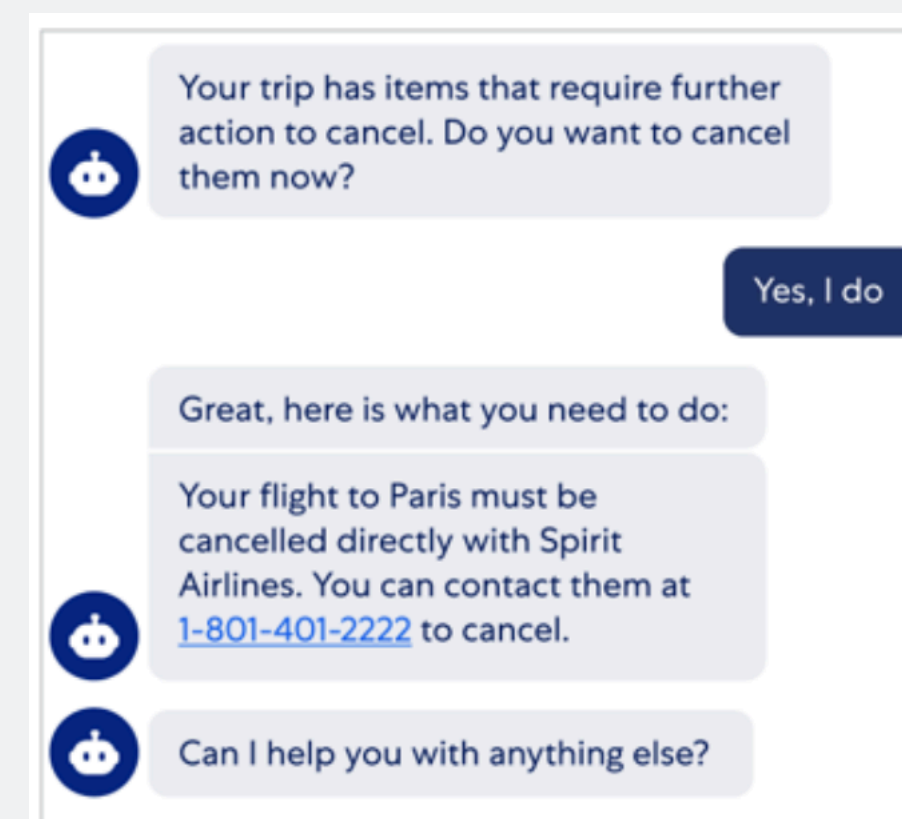 Your trip has items that require further
action to cancel. Do you want to cancel
them now?
Yes, I do
Great, here is what you need to do:
Your flight to Paris must be
cancelled directly with Spirit
Airlines. You can contact them at
1-801-401-2222 to cancel.
Can I help you with anything else?